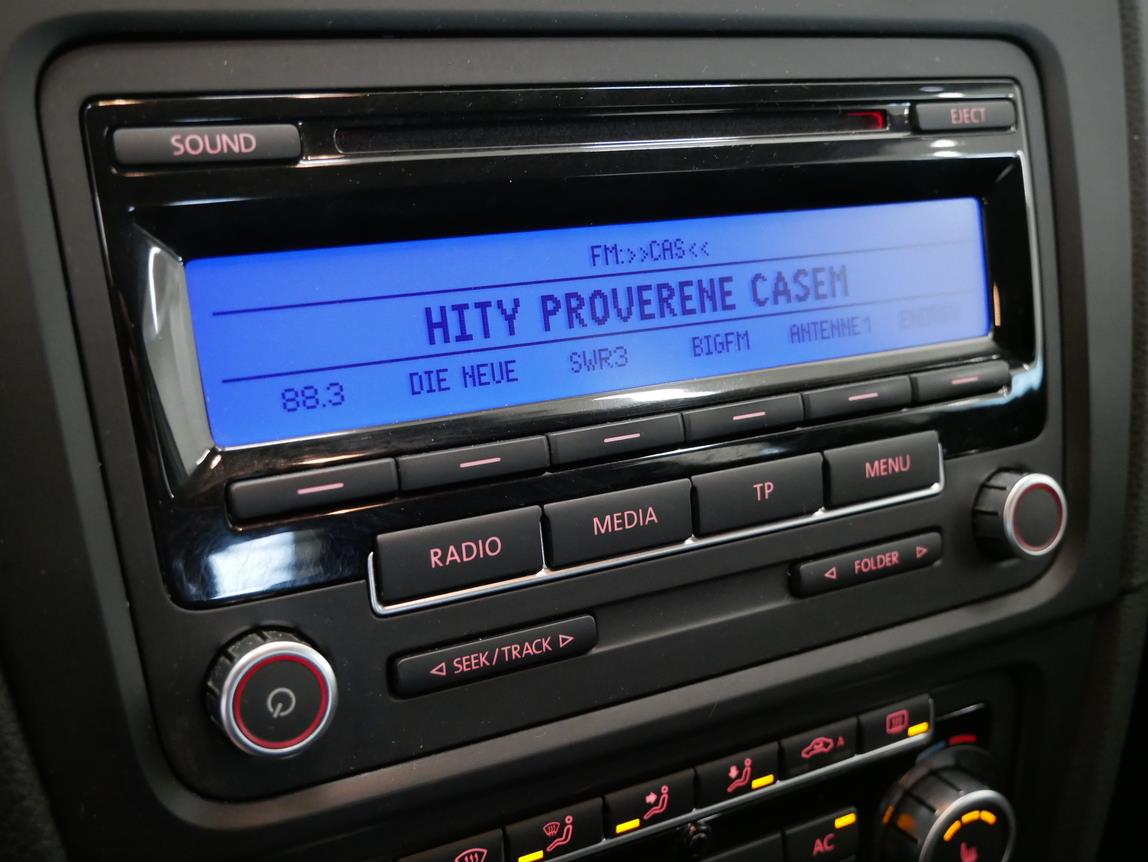 SOUND
EJECT
FM:>>CAS<<
HITY PROVERENE CASEM
88.3 DIE NEUE SWR3 BIGFM ANTENNE1 ENERGY
RADIO MEDIA TP MENU
◁ SEEK/TRACK ▷
◁ FOLDER ▷
A
AC